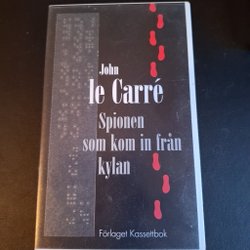 John
le Carré
Spionen
som kom in från
kylan
Förlaget Kassettbok